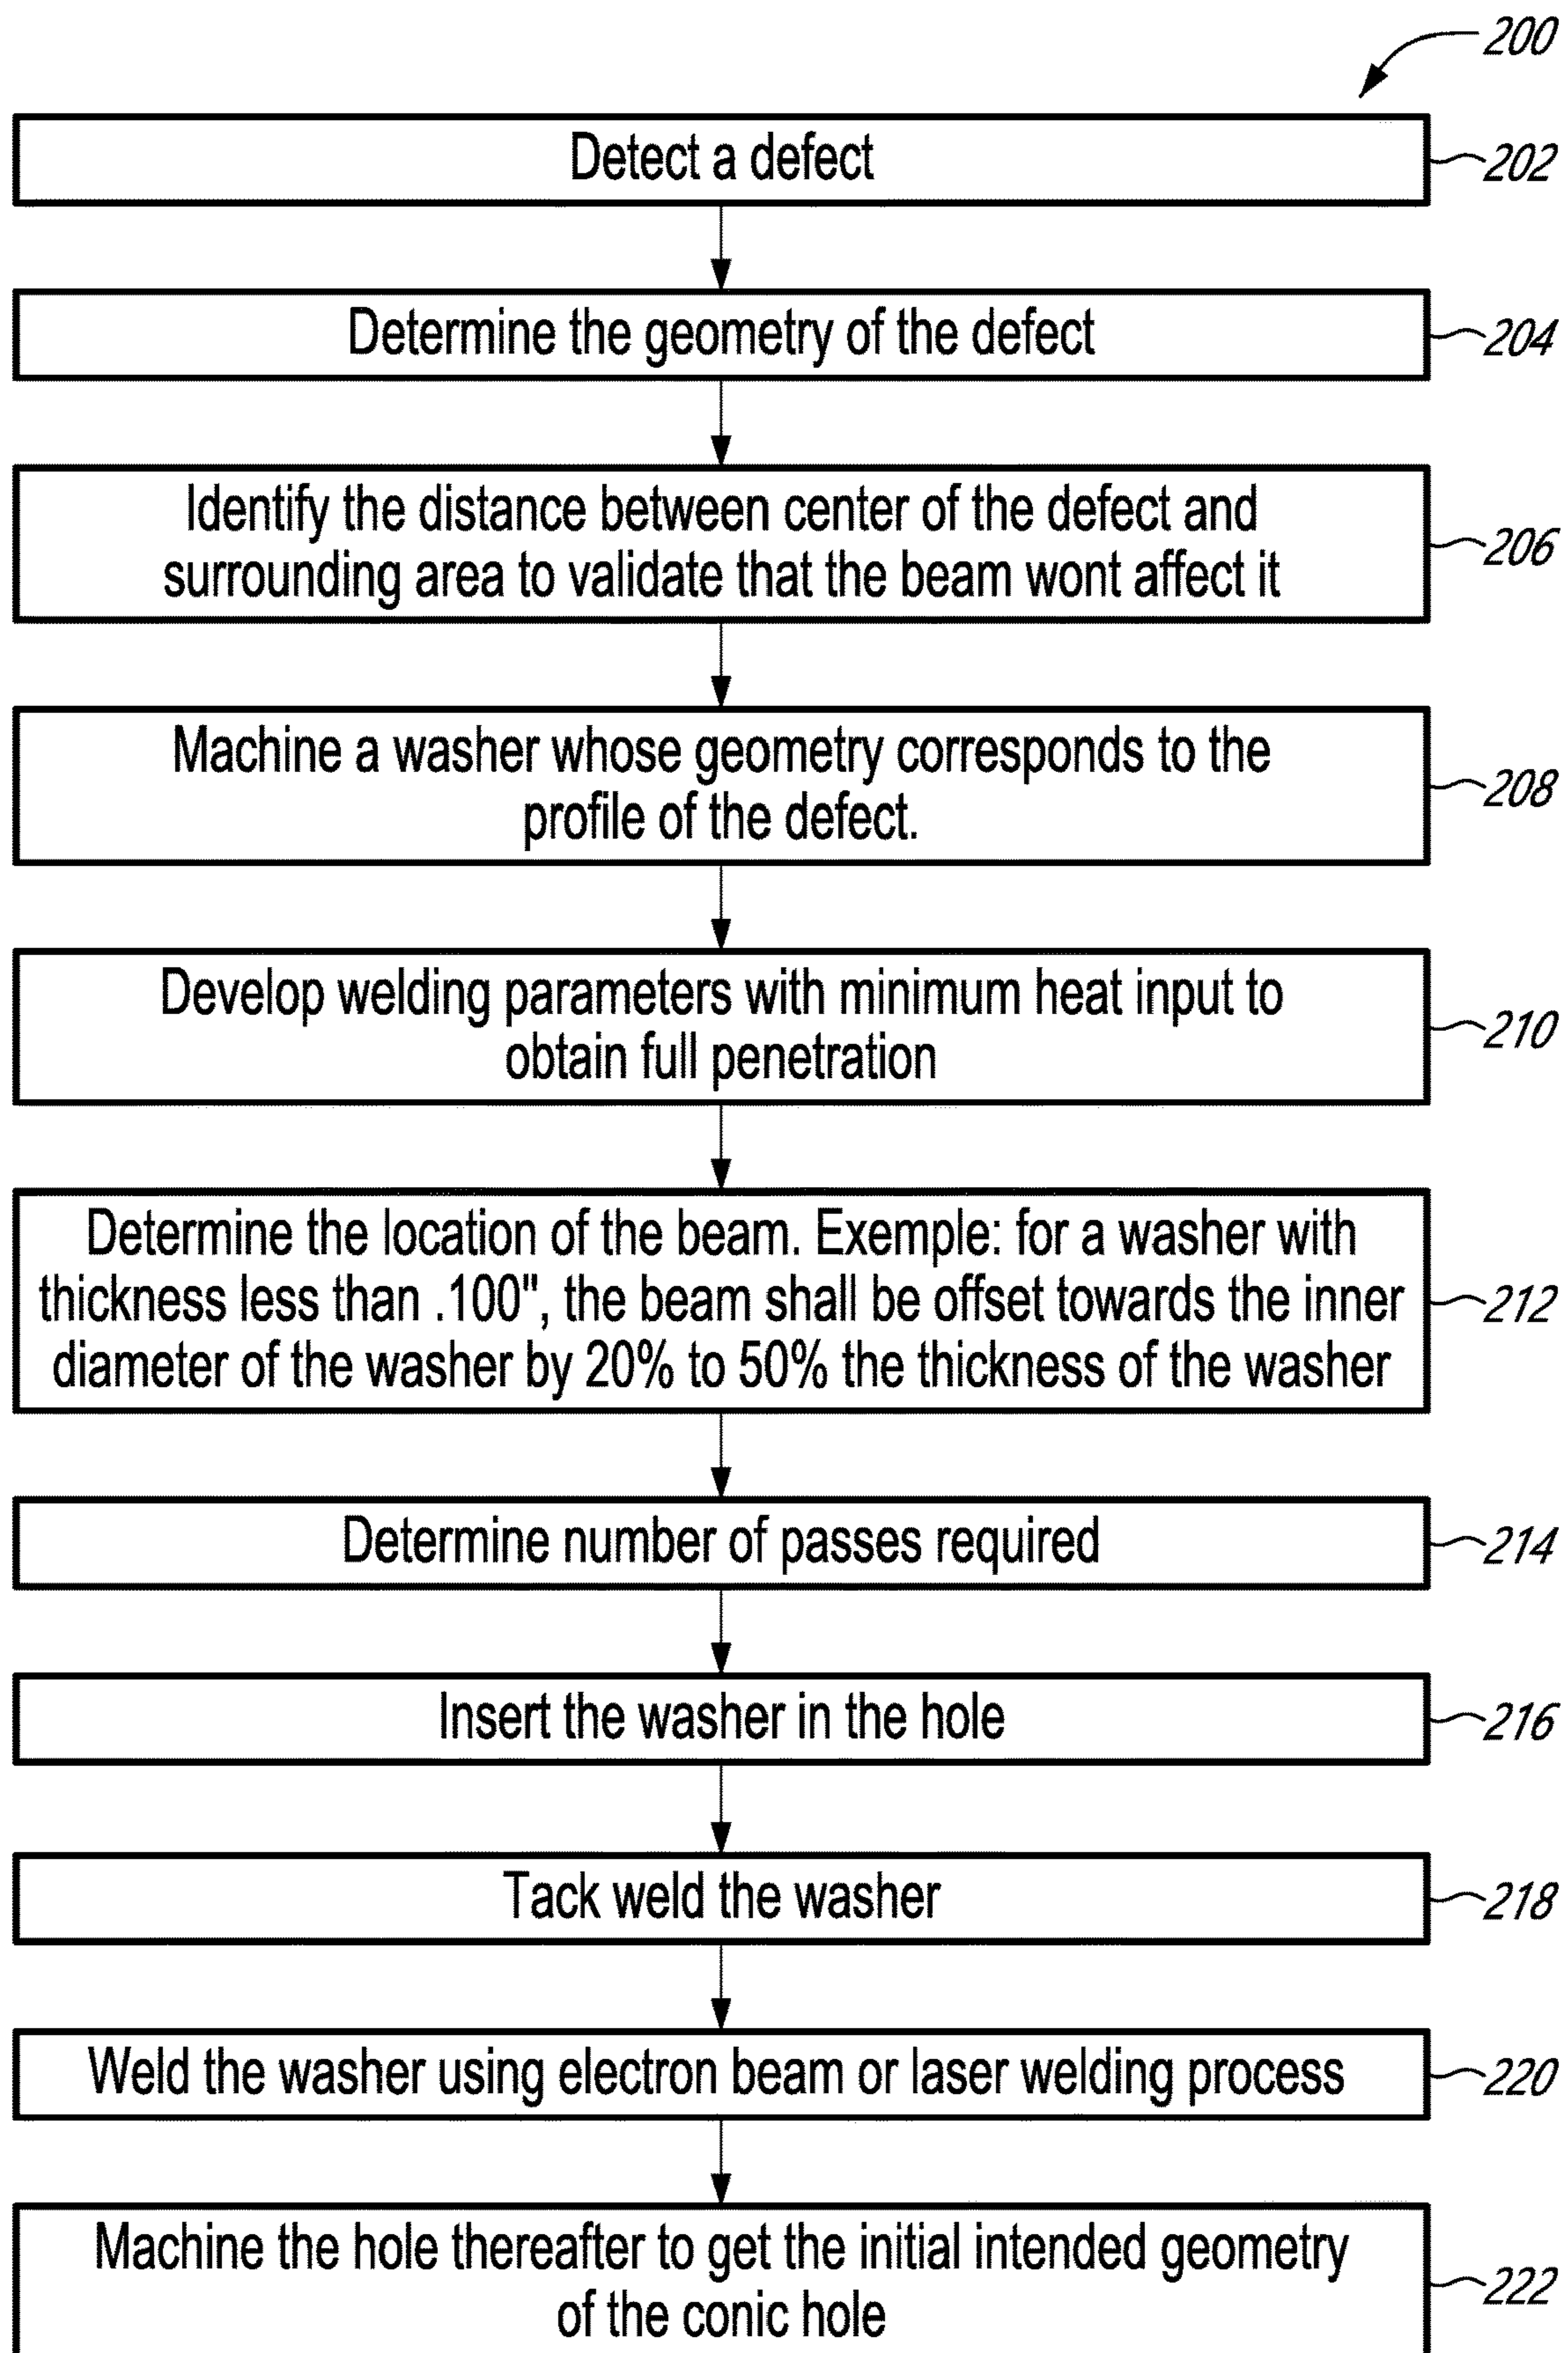 200
Detect a defect
202
Determine the geometry of the defect
204
Identify the distance between center of the defect and
surrounding area to validate that the beam wont affect it
206
Machine a washer whose geometry corresponds to the
profile of the defect.
208
Develop welding parameters with minimum heat input to
obtain full penetration
210
Determine the location of the beam. Exemple: for a washer with
thickness less than .100", the beam shall be offset towards the inner
diameter of the washer by 20% to 50% the thickness of the washer
212
Determine number of passes required
214
Insert the washer in the hole
216
Tack weld the washer
218
Weld the washer using electron beam or laser welding process
220
Machine the hole thereafter to get the initial intended geometry
of the conic hole
222